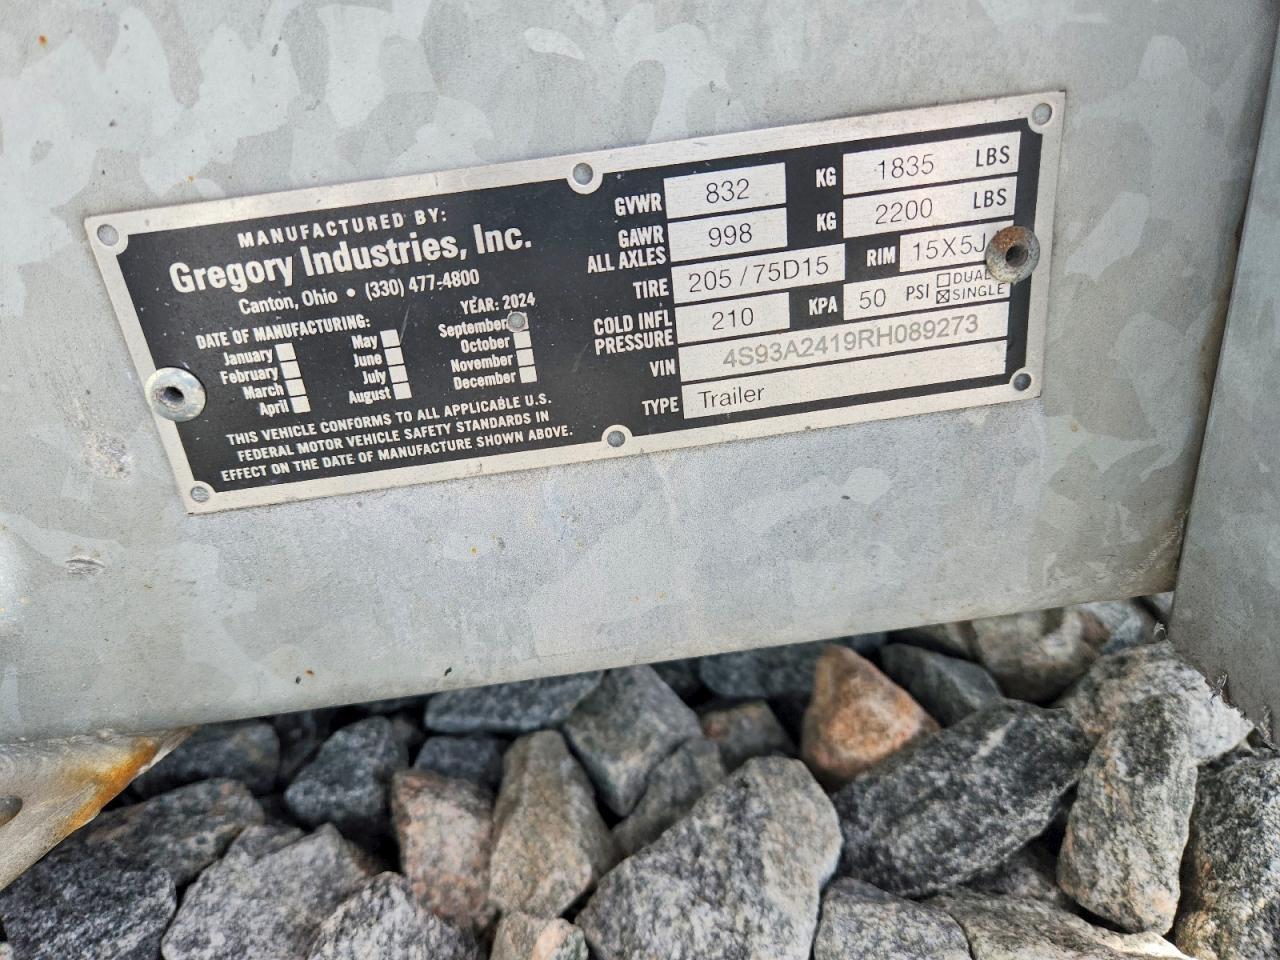 MANUFACTURED BY:
Gregory Industries, Inc.
Canton, Ohio • (330) 477-4800
DATE OF MANUFACTURING:
YEAR: 2024
January
February
March
April
May
June
July
August
September
October
November
December
THIS VEHICLE CONFORMS TO ALL APPLICABLE U.S.
FEDERAL MOTOR VEHICLE SAFETY STANDARDS IN
EFFECT ON THE DATE OF MANUFACTURE SHOWN ABOVE.
GVWR 832 KG 1835 LBS
GAWR
ALL AXLES 998 KG 2200 LBS
TIRE 205/75D15 RIM 15X5J
COLD INFL
PRESSURE 210 KPA 50 PSI
DUAL
SINGLE
VIN 4S93A2419RH089273
TYPE Trailer